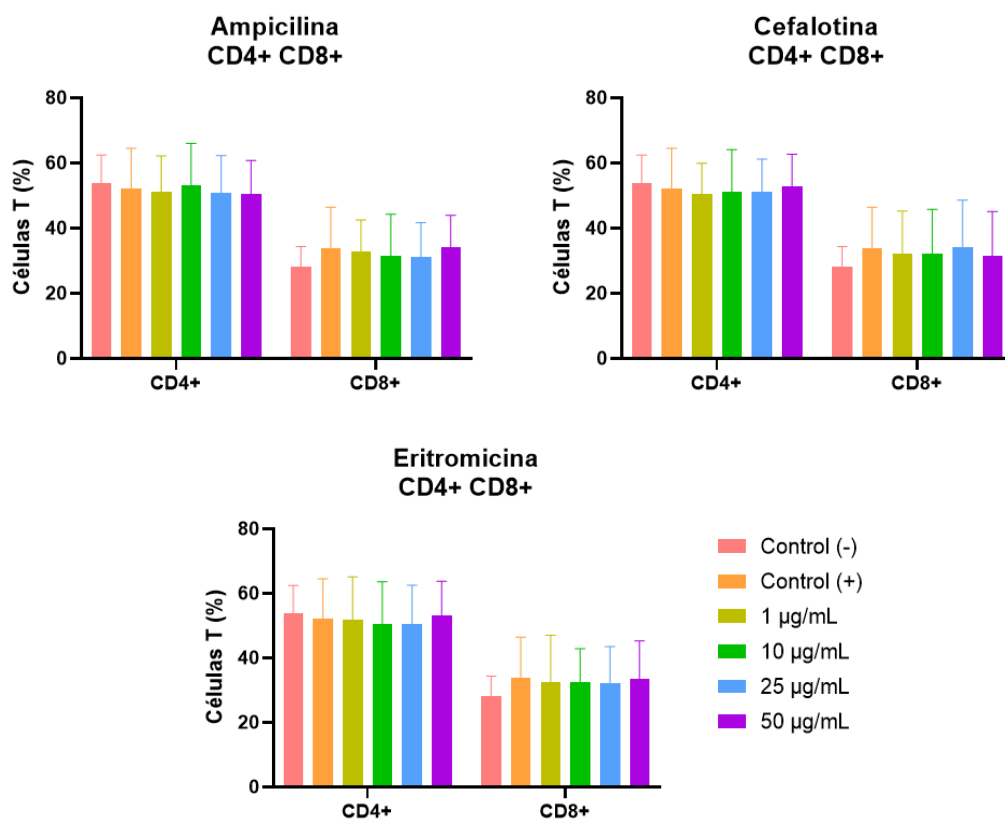 Ampicilina
CD4+ CD8+
Células T (%)
80
60
40
20
0
CD4+
CD8+
Cefalotina
CD4+ CD8+
Células T (%)
80
60
40
20
0
CD4+
CD8+
Eritromicina
CD4+ CD8+
Células T (%)
80
60
40
20
0
CD4+
CD8+
Control (-)
Control (+)
1 µg/mL
10 µg/mL
25 µg/mL
50 µg/mL